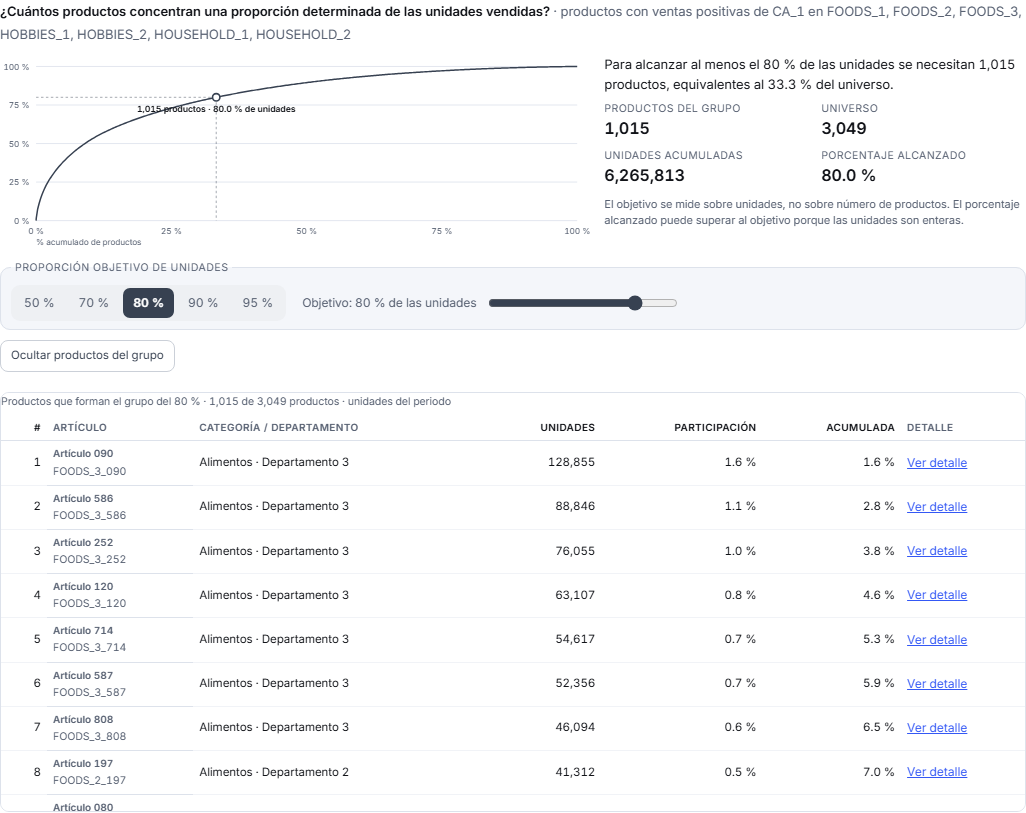 ¿Cuántos productos concentran una proporción determinada de las unidades vendidas? · productos con ventas positivas de CA_1 en FOODS_1, FOODS_2, FOODS_3,
HOBBIES_1, HOBBIES_2, HOUSEHOLD_1, HOUSEHOLD_2
100 %
75 %
50 %
25 %
0 %
1,015 productos · 80.0 % de unidades
0 % 25 % 50 % 75 % 100 %
% acumulado de productos
Para alcanzar al menos el 80 % de las unidades se necesitan 1,015
productos, equivalentes al 33.3 % del universo.
PRODUCTOS DEL GRUPO UNIVERSO
1,015 3,049
UNIDADES ACUMULADAS PORCENTAJE ALCANZADO
6,265,813 80.0 %
El objetivo se mide sobre unidades, no sobre número de productos. El porcentaje
alcanzado puede superar al objetivo porque las unidades son enteras.
PROPORCIÓN OBJETIVO DE UNIDADES
50 % 70 % 80 % 90 % 95 % Objetivo: 80 % de las unidades
Ocultar productos del grupo
Productos que forman el grupo del 80 % · 1,015 de 3,049 productos · unidades del periodo
# ARTÍCULO CATEGORÍA / DEPARTAMENTO UNIDADES PARTICIPACIÓN ACUMULADA DETALLE
1 Artículo 090 Alimentos · Departamento 3 128,855 1.6 % 1.6 % Ver detalle
FOODS_3_090
2 Artículo 586 Alimentos · Departamento 3 88,846 1.1 % 2.8 % Ver detalle
FOODS_3_586
3 Artículo 252 Alimentos · Departamento 3 76,055 1.0 % 3.8 % Ver detalle
FOODS_3_252
4 Artículo 120 Alimentos · Departamento 3 63,107 0.8 % 4.6 % Ver detalle
FOODS_3_120
5 Artículo 714 Alimentos · Departamento 3 54,617 0.7 % 5.3 % Ver detalle
FOODS_3_714
6 Artículo 587 Alimentos · Departamento 3 52,356 0.7 % 5.9 % Ver detalle
FOODS_3_587
7 Artículo 808 Alimentos · Departamento 3 46,094 0.6 % 6.5 % Ver detalle
FOODS_3_808
8 Artículo 197 Alimentos · Departamento 2 41,312 0.5 % 7.0 % Ver detalle
FOODS_2_197
Artículo 080